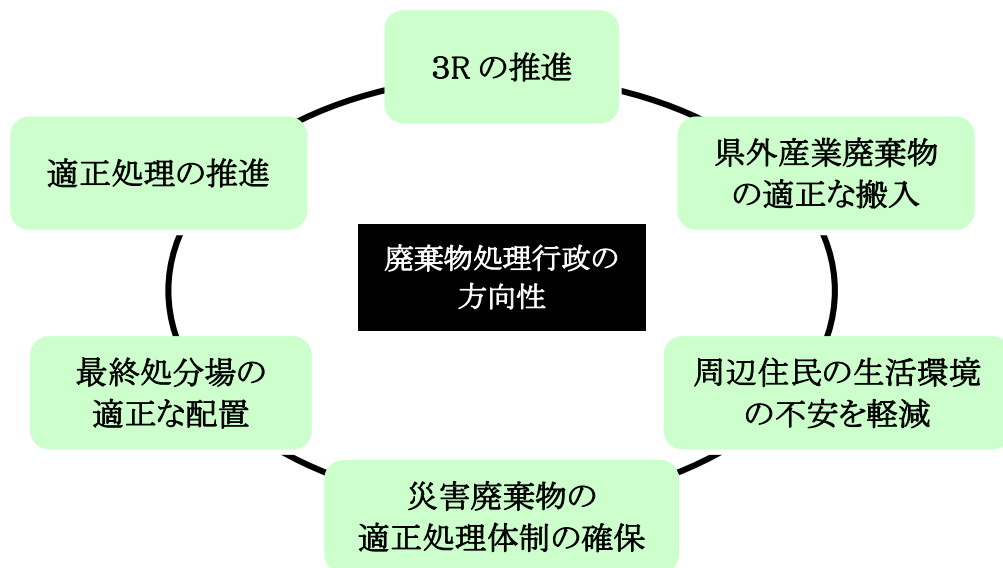 3R の推進
県外産業廃棄物
の適正な搬入
適正処理の推進
廃棄物処理行政の
方向性
最終処分場の
適正な配置
周辺住民の生活環境
の不安を軽減
災害廃棄物の
適正処理体制の確保